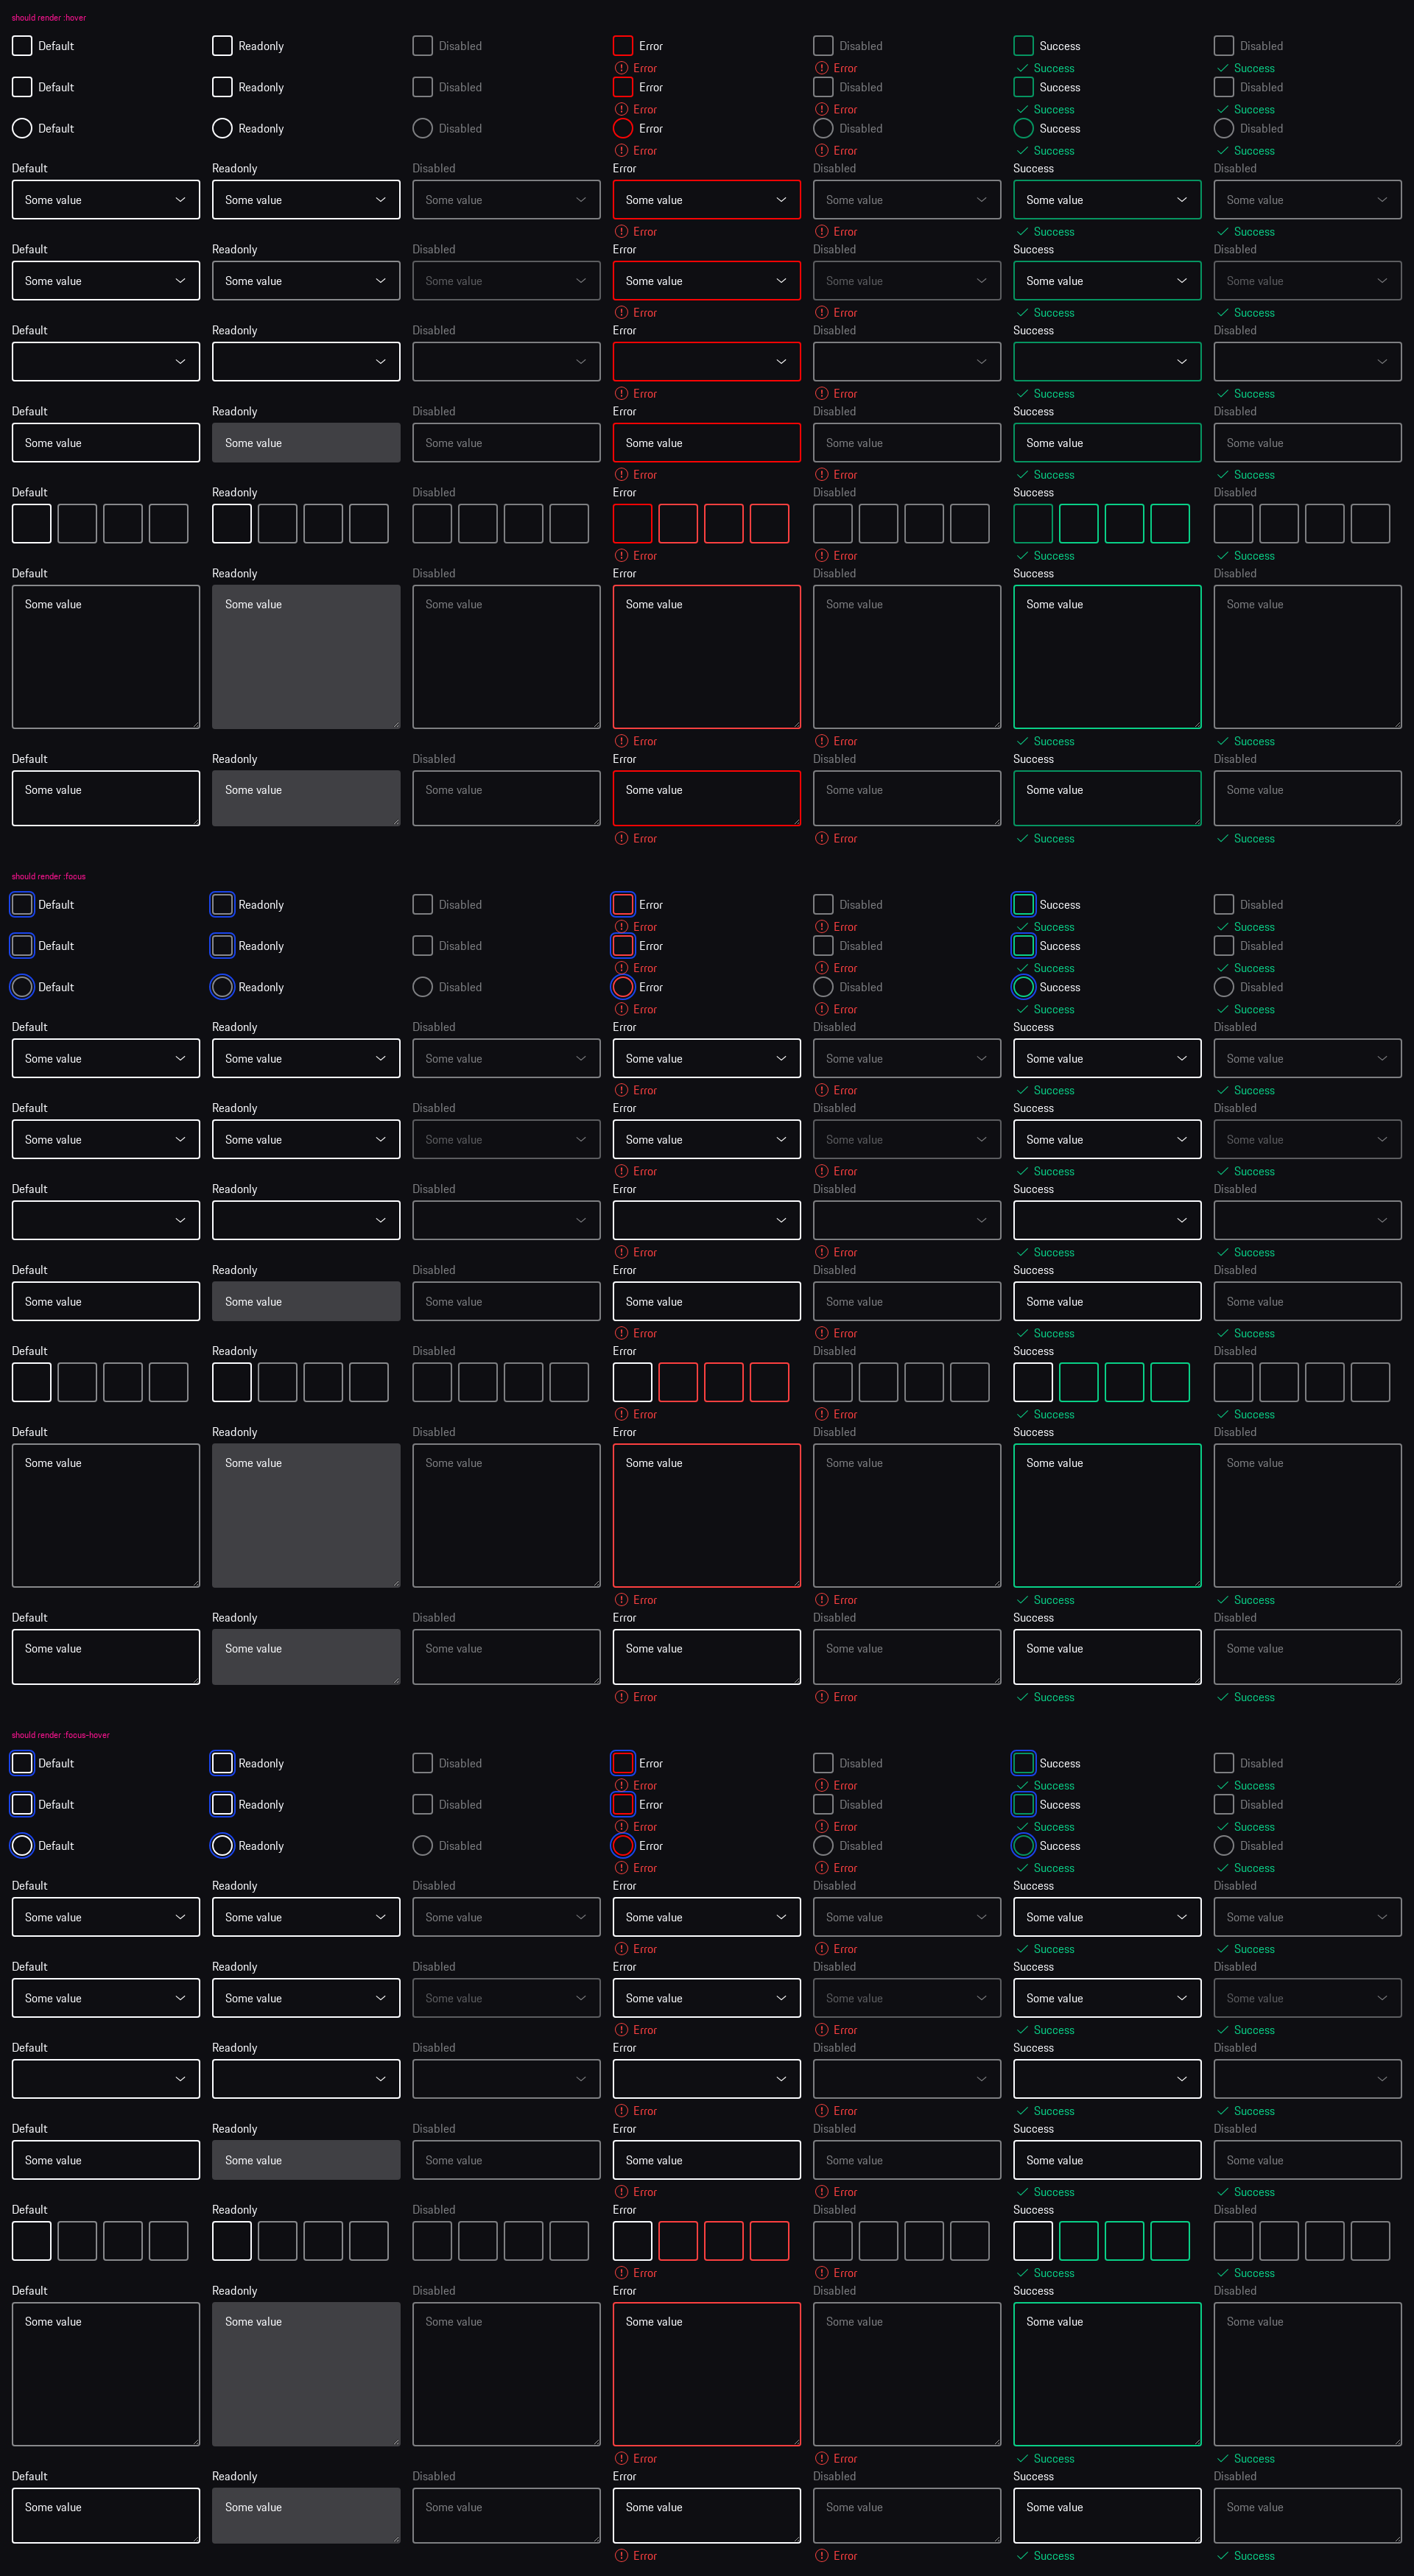 should render :hover
Default Readonly Disabled Error Disabled Success Disabled
Error Error Success Success
Default Readonly Disabled Error Disabled Success Disabled
Error Error Success Success
Default Readonly Disabled Error Disabled Success Disabled
Error Error Success Success
Default Readonly Disabled Error Disabled Success Disabled
Some value Some value Some value Some value Some value Some value Some value
Error Error Success Success
Default Readonly Disabled Error Disabled Success Disabled
Some value Some value Some value Some value Some value Some value Some value
Error Error Success Success
Default Readonly Disabled Error Disabled Success Disabled
Error Error Success Success
Default Readonly Disabled Error Disabled Success Disabled
Some value Some value Some value Some value Some value Some value Some value
Error Error Success Success
Default Readonly Disabled Error Disabled Success Disabled
Error Error Success Success
Default Readonly Disabled Error Disabled Success Disabled
Some value Some value Some value Some value Some value Some value Some value
Error Error Success Success
Default Readonly Disabled Error Disabled Success Disabled
Some value Some value Some value Some value Some value Some value Some value
Error Error Success Success
should render :focus
Default Readonly Disabled Error Disabled Success Disabled
Error Error Success Success
Default Readonly Disabled Error Disabled Success Disabled
Error Error Success Success
Default Readonly Disabled Error Disabled Success Disabled
Error Error Success Success
Default Readonly Disabled Error Disabled Success Disabled
Some value Some value Some value Some value Some value Some value Some value
Error Error Success Success
Default Readonly Disabled Error Disabled Success Disabled
Some value Some value Some value Some value Some value Some value Some value
Error Error Success Success
Default Readonly Disabled Error Disabled Success Disabled
Error Error Success Success
Default Readonly Disabled Error Disabled Success Disabled
Some value Some value Some value Some value Some value Some value Some value
Error Error Success Success
Default Readonly Disabled Error Disabled Success Disabled
Error Error Success Success
Default Readonly Disabled Error Disabled Success Disabled
Some value Some value Some value Some value Some value Some value Some value
Error Error Success Success
Default Readonly Disabled Error Disabled Success Disabled
Some value Some value Some value Some value Some value Some value Some value
Error Error Success Success
should render :focus-hover
Default Readonly Disabled Error Disabled Success Disabled
Error Error Success Success
Default Readonly Disabled Error Disabled Success Disabled
Error Error Success Success
Default Readonly Disabled Error Disabled Success Disabled
Error Error Success Success
Default Readonly Disabled Error Disabled Success Disabled
Some value Some value Some value Some value Some value Some value Some value
Error Error Success Success
Default Readonly Disabled Error Disabled Success Disabled
Some value Some value Some value Some value Some value Some value Some value
Error Error Success Success
Default Readonly Disabled Error Disabled Success Disabled
Error Error Success Success
Default Readonly Disabled Error Disabled Success Disabled
Some value Some value Some value Some value Some value Some value Some value
Error Error Success Success
Default Readonly Disabled Error Disabled Success Disabled
Error Error Success Success
Default Readonly Disabled Error Disabled Success Disabled
Some value Some value Some value Some value Some value Some value Some value
Error Error Success Success
Default Readonly Disabled Error Disabled Success Disabled
Some value Some value Some value Some value Some value Some value Some value
Error Error Success Success